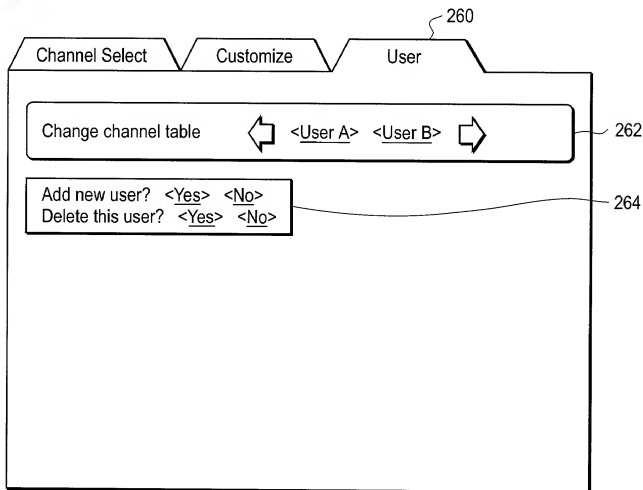 260
Channel Select Customize User
Change channel table <User A> <User B>
262
Add new user? <Yes> <No>
Delete this user? <Yes> <No>
264